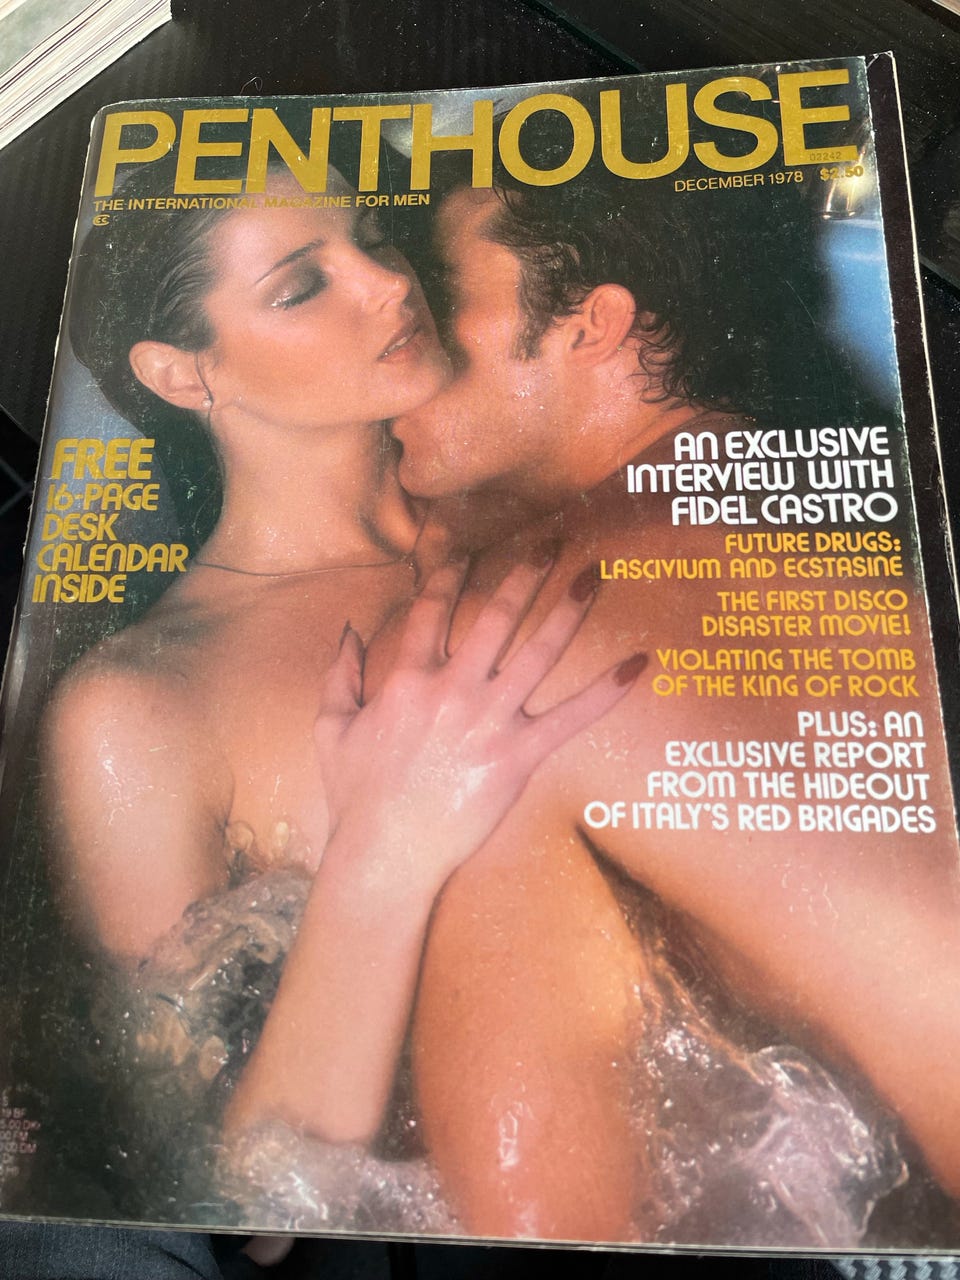 PENTHOUSE
02242
THE INTERNATIONAL MAGAZINE FOR MEN
DECEMBER 1978 $2.50
FREE
16-PAGE
DESK
CALENDAR
INSIDE
AN EXCLUSIVE
INTERVIEW WITH
FIDEL CASTRO
FUTURE DRUGS:
LASCIVIUM AND ECSTASINE
THE FIRST DISCO
DISASTER MOVIE!
VIOLATING THE TOMB
OF THE KING OF ROCK
PLUS: AN
EXCLUSIVE REPORT
FROM THE HIDEOUT
OF ITALY'S RED BRIGADES